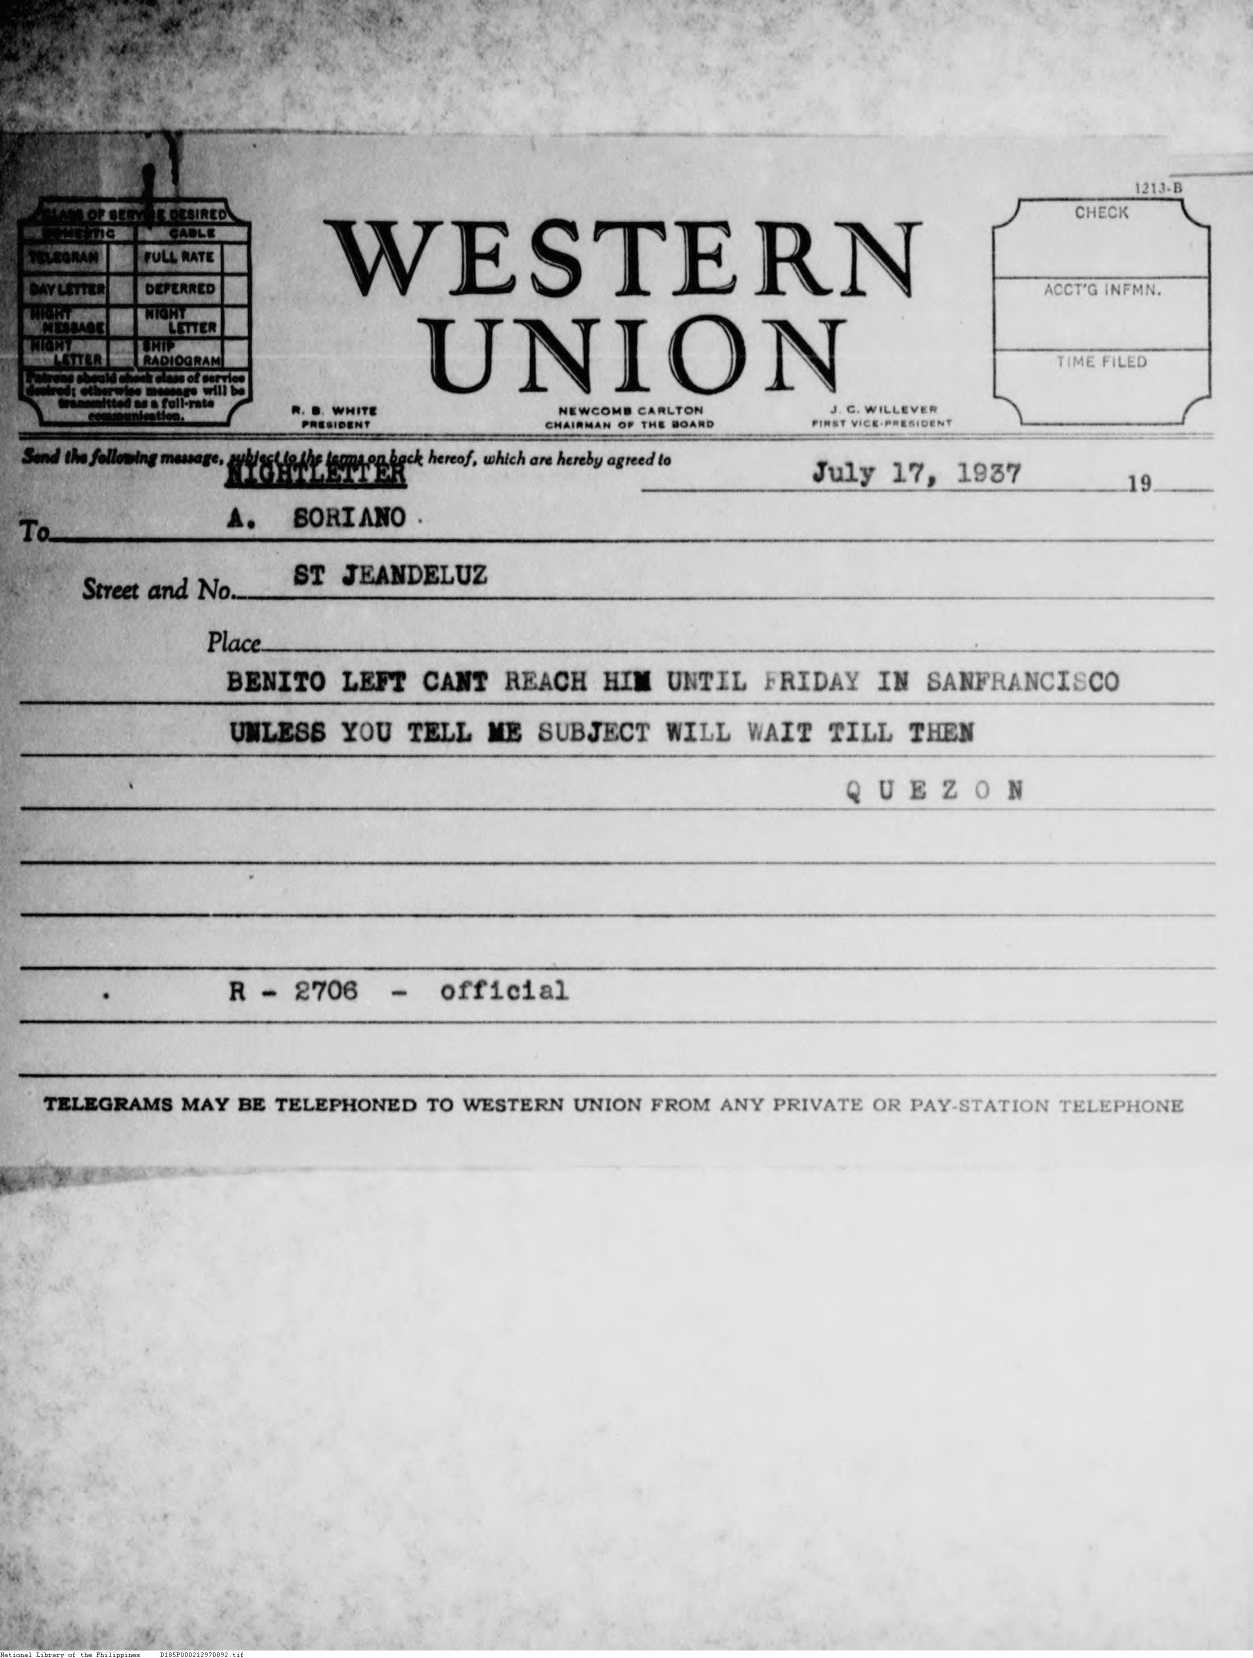 1213-B
CLASS OF SERVICE DESIRED
DOMESTIC CABLE
TELEGRAM FULL RATE
DAY LETTER DEFERRED
NIGHT MESSAGE NIGHT LETTER
NIGHT LETTER SHIP RADIOGRAM
Patrons should check class of service
desired; otherwise message will be
transmitted as a full-rate
communication.
WESTERN
UNION
R. B. WHITE
PRESIDENT
NEWCOMB CARLTON
CHAIRMAN OF THE BOARD
J. C. WILLEVER
FIRST VICE-PRESIDENT
CHECK
ACCT'G INFMN.
TIME FILED
Send the following message, subject to the terms on back hereof, which are hereby agreed to
NIGHTLETTER
July 17, 1937 19
To A. SORIANO
Street and No. ST JEANDELUZ
Place
BENITO LEFT CANT REACH HIM UNTIL FRIDAY IN SANFRANCISCO
UNLESS YOU TELL ME SUBJECT WILL WAIT TILL THEN
Q U E Z O N
R - 2706 - official
TELEGRAMS MAY BE TELEPHONED TO WESTERN UNION FROM ANY PRIVATE OR PAY-STATION TELEPHONE
National Library of the Philippines D185P000212970892.tif